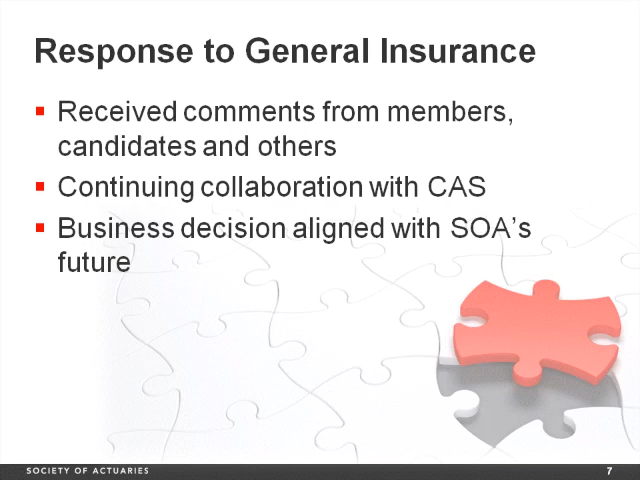 Response to General Insurance
▪ Received comments from members,
candidates and others
▪ Continuing collaboration with CAS
▪ Business decision aligned with SOA’s
future
SOCIETY OF ACTUARIES
7